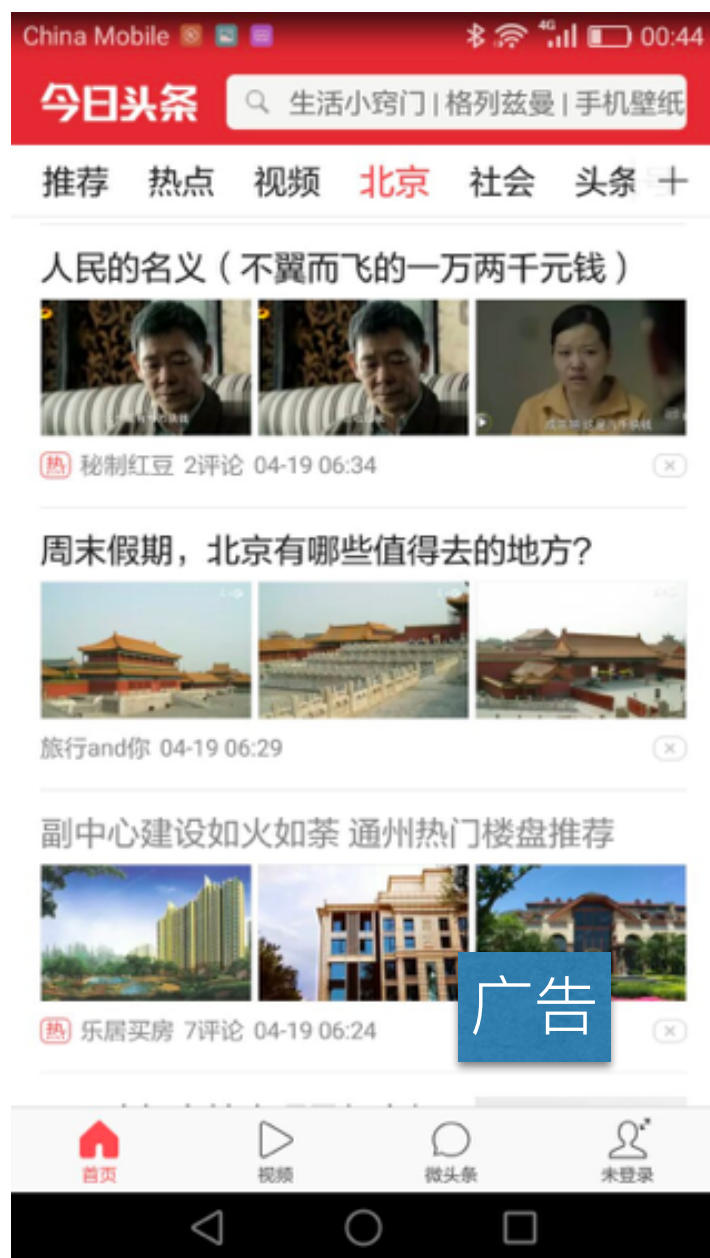 China Mobile 4G 00:44
今日头条 生活小窍门 | 格列兹曼 | 手机壁纸
推荐 热点 视频 北京 社会 头条
人民的名义（不翼而飞的一万两千元钱）
热 秘制红豆 2评论 04-19 06:34
周末假期，北京有哪些值得去的地方?
旅行and你 04-19 06:29
副中心建设如火如荼 通州热门楼盘推荐
广告
热 乐居买房 7评论 04-19 06:24
首页 视频 微头条 未登录